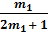 m₁
2m₁ + 1